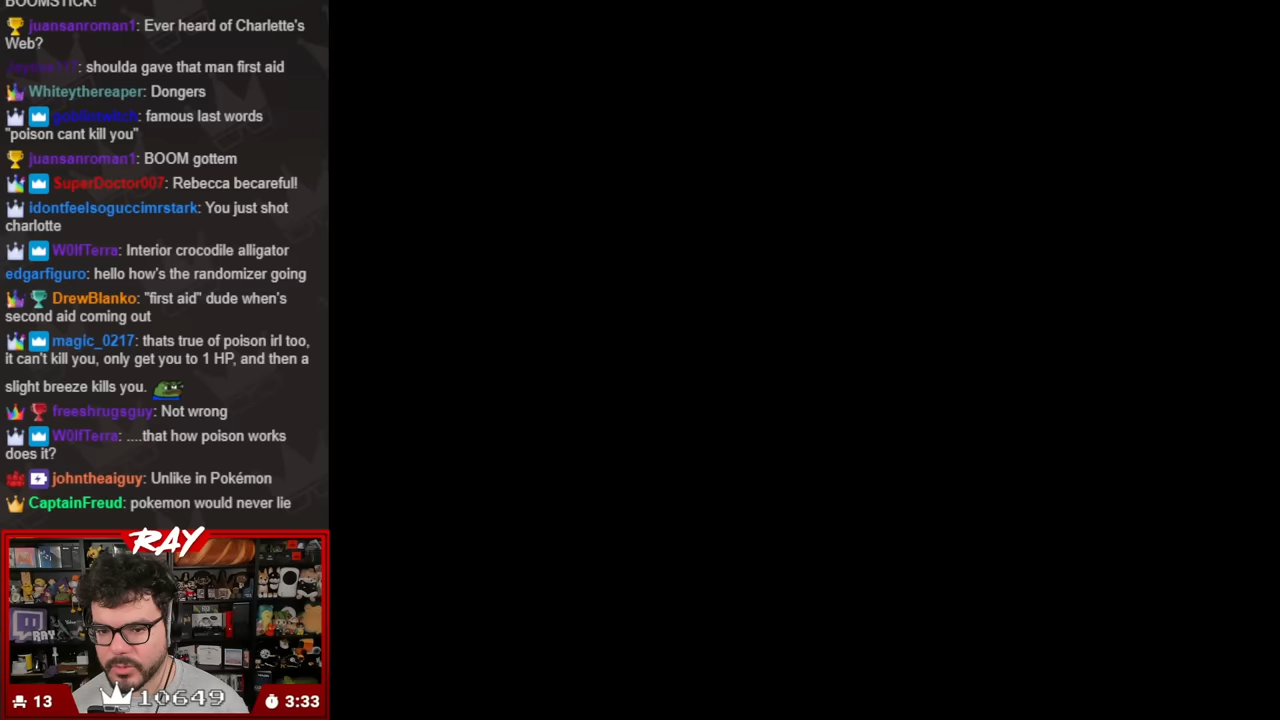 BOOMSTICK!
juansanroman1: Ever heard of Charlette's
Web?
: shoulda gave that man first aid
Whiteythereaper: Dongers
goblinwitch: famous last words
"poison cant kill you"
juansanroman1: BOOM gottem
SuperDoctor007: Rebecca becareful!
idontfeelsoguccimrstark: You just shot
charlotte
W0lfTerra: Interior crocodile alligator
edgarfiguro: hello how's the randomizer going
DrewBlanko: "first aid" dude when's
second aid coming out
magic_0217: thats true of poison irl too,
it can't kill you, only get you to 1 HP, and then a
slight breeze kills you.
freeshrugsguy: Not wrong
W0lfTerra: ....that how poison works
does it?
johntheaiguy: Unlike in Pokémon
CaptainFreud: pokemon would never lie
RAY
RAY
13
10649
3:33